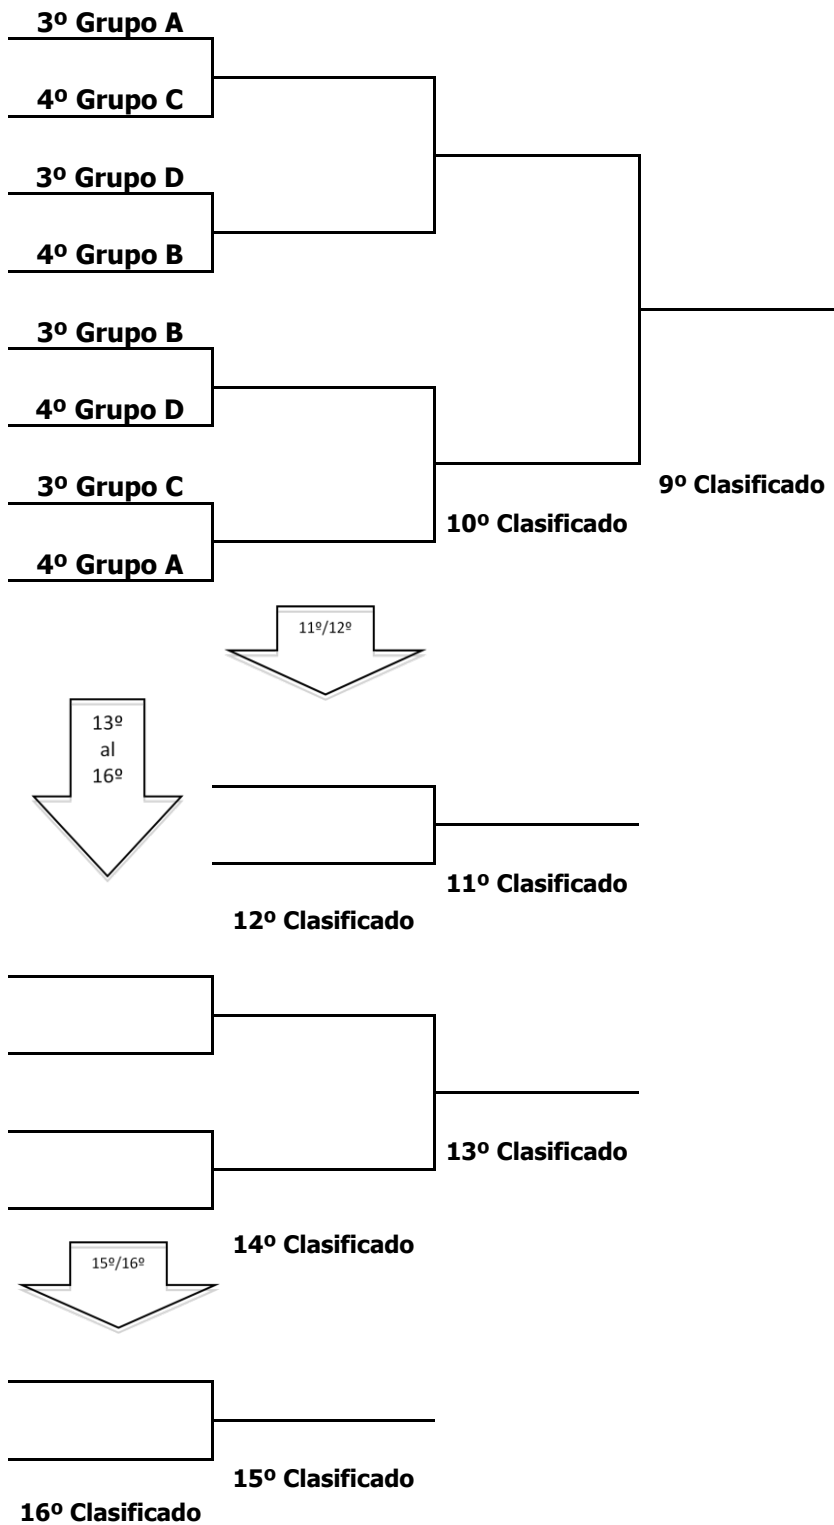 3º Grupo A
4º Grupo C
3º Grupo D
4º Grupo B
3º Grupo B
4º Grupo D
3º Grupo C
4º Grupo A
9º Clasificado
10º Clasificado
11º/12º
13º
al
16º
11º Clasificado
12º Clasificado
13º Clasificado
14º Clasificado
15º/16º
15º Clasificado
16º Clasificado